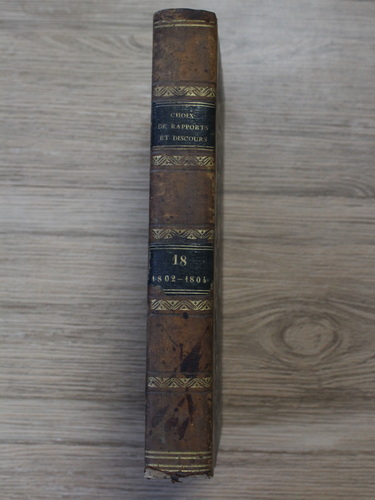 CHOIX
DE RAPPORTS
ET DISCOURS
18
1802-1804